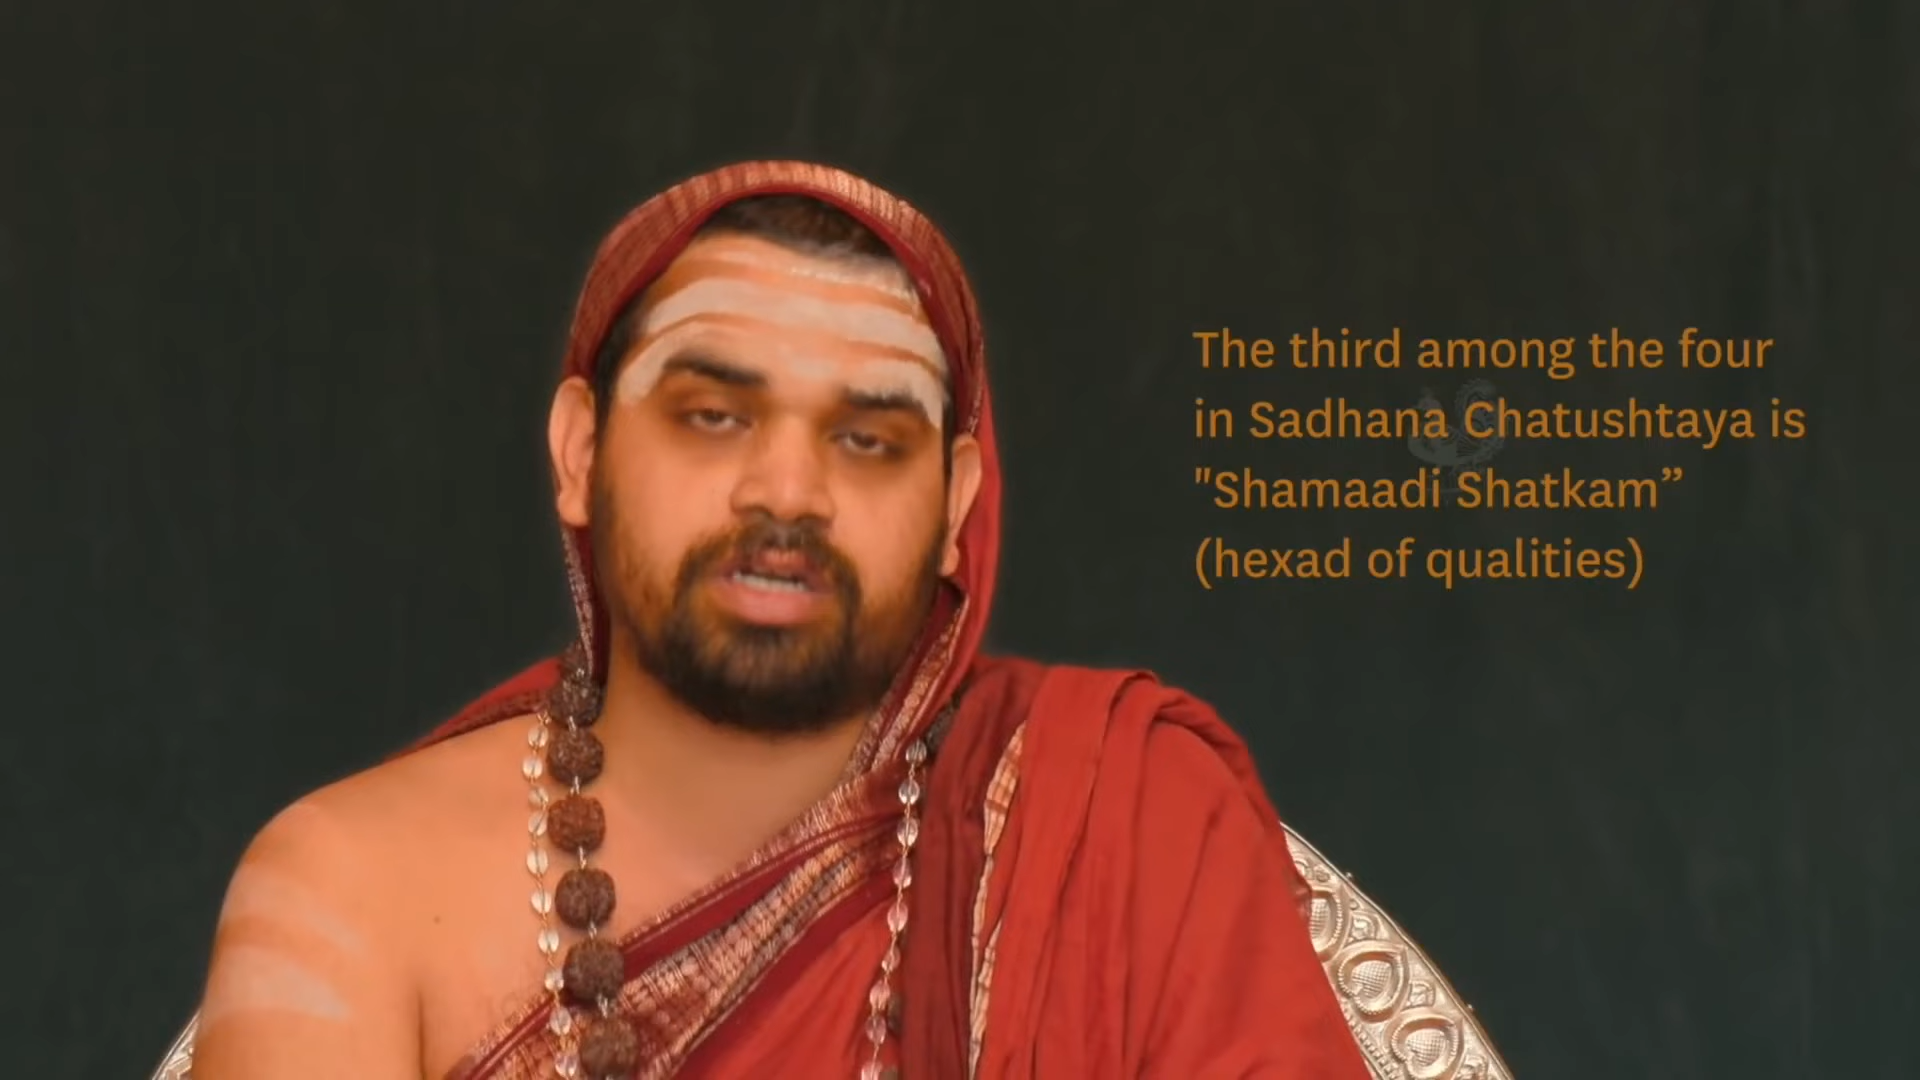 The third among the four
in Sadhana Chatushtaya is
"Shamaadi Shatkam”
(hexad of qualities)